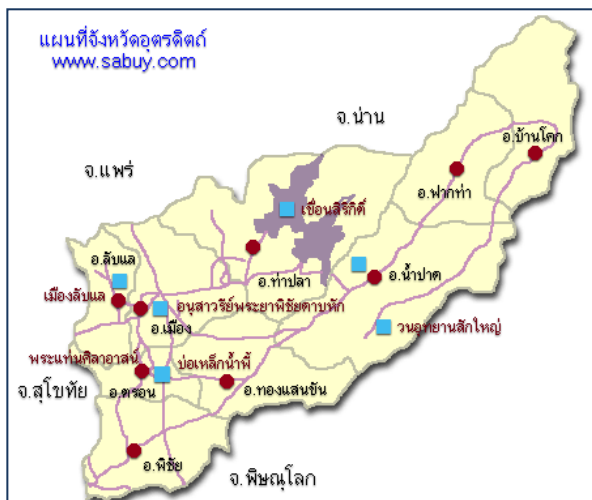 แผนที่จังหวัดอุตรดิตถ์
www.sabuy.com
จ.น่าน
อ.บ้านโคก
จ.แพร่
อ.ฟากท่า
เขื่อนสิริกิติ์
อ.ลับแล
อ.ท่าปลา
อ.น้ำปาด
เมืองลับแล
อนุสาวรีย์พระยาพิชัยดาบหัก
อ.เมือง
วนอุทยานสักใหญ่
พระแท่นศิลาอาสน์
บ่อเหล็กน้ำพี้
จ.สุโขทัย
อ.ตรอน
อ.ทองแสนขัน
อ.พิชัย
จ.พิษณุโลก